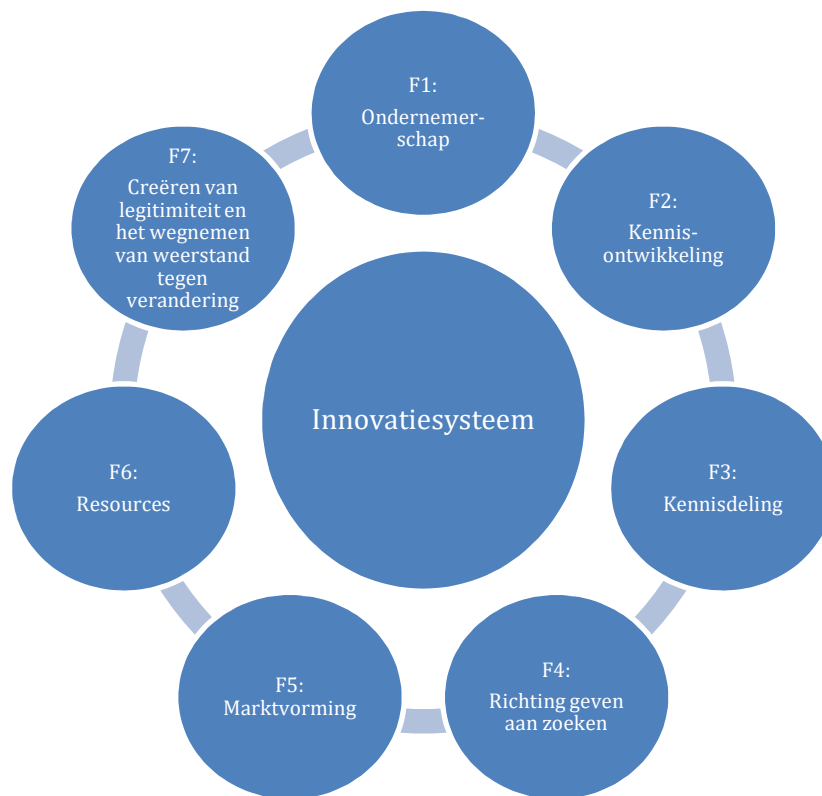 F1:
Ondernemer-
schap
F2:
Kennis-
ontwikkeling
F3:
Kennisdeling
F4:
Richting geven
aan zoeken
F5:
Marktvorming
F6:
Resources
F7:
Creëren van
legitimiteit en
het wegnemen
van weerstand
tegen
verandering
Innovatiesysteem